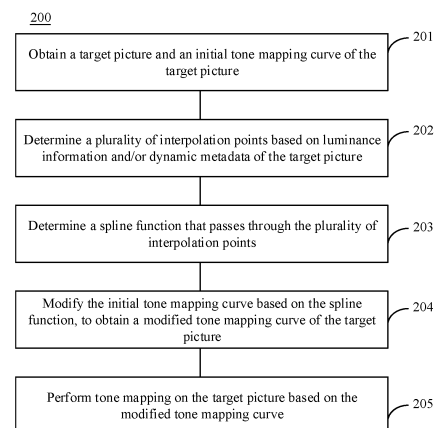 200
201
Obtain a target picture and an initial tone mapping curve of the
target picture
202
Determine a plurality of interpolation points based on luminance
information and/or dynamic metadata of the target picture
203
Determine a spline function that passes through the plurality of
interpolation points
204
Modify the initial tone mapping curve based on the spline
function, to obtain a modified tone mapping curve of the target
picture
205
Perform tone mapping on the target picture based on the
modified tone mapping curve